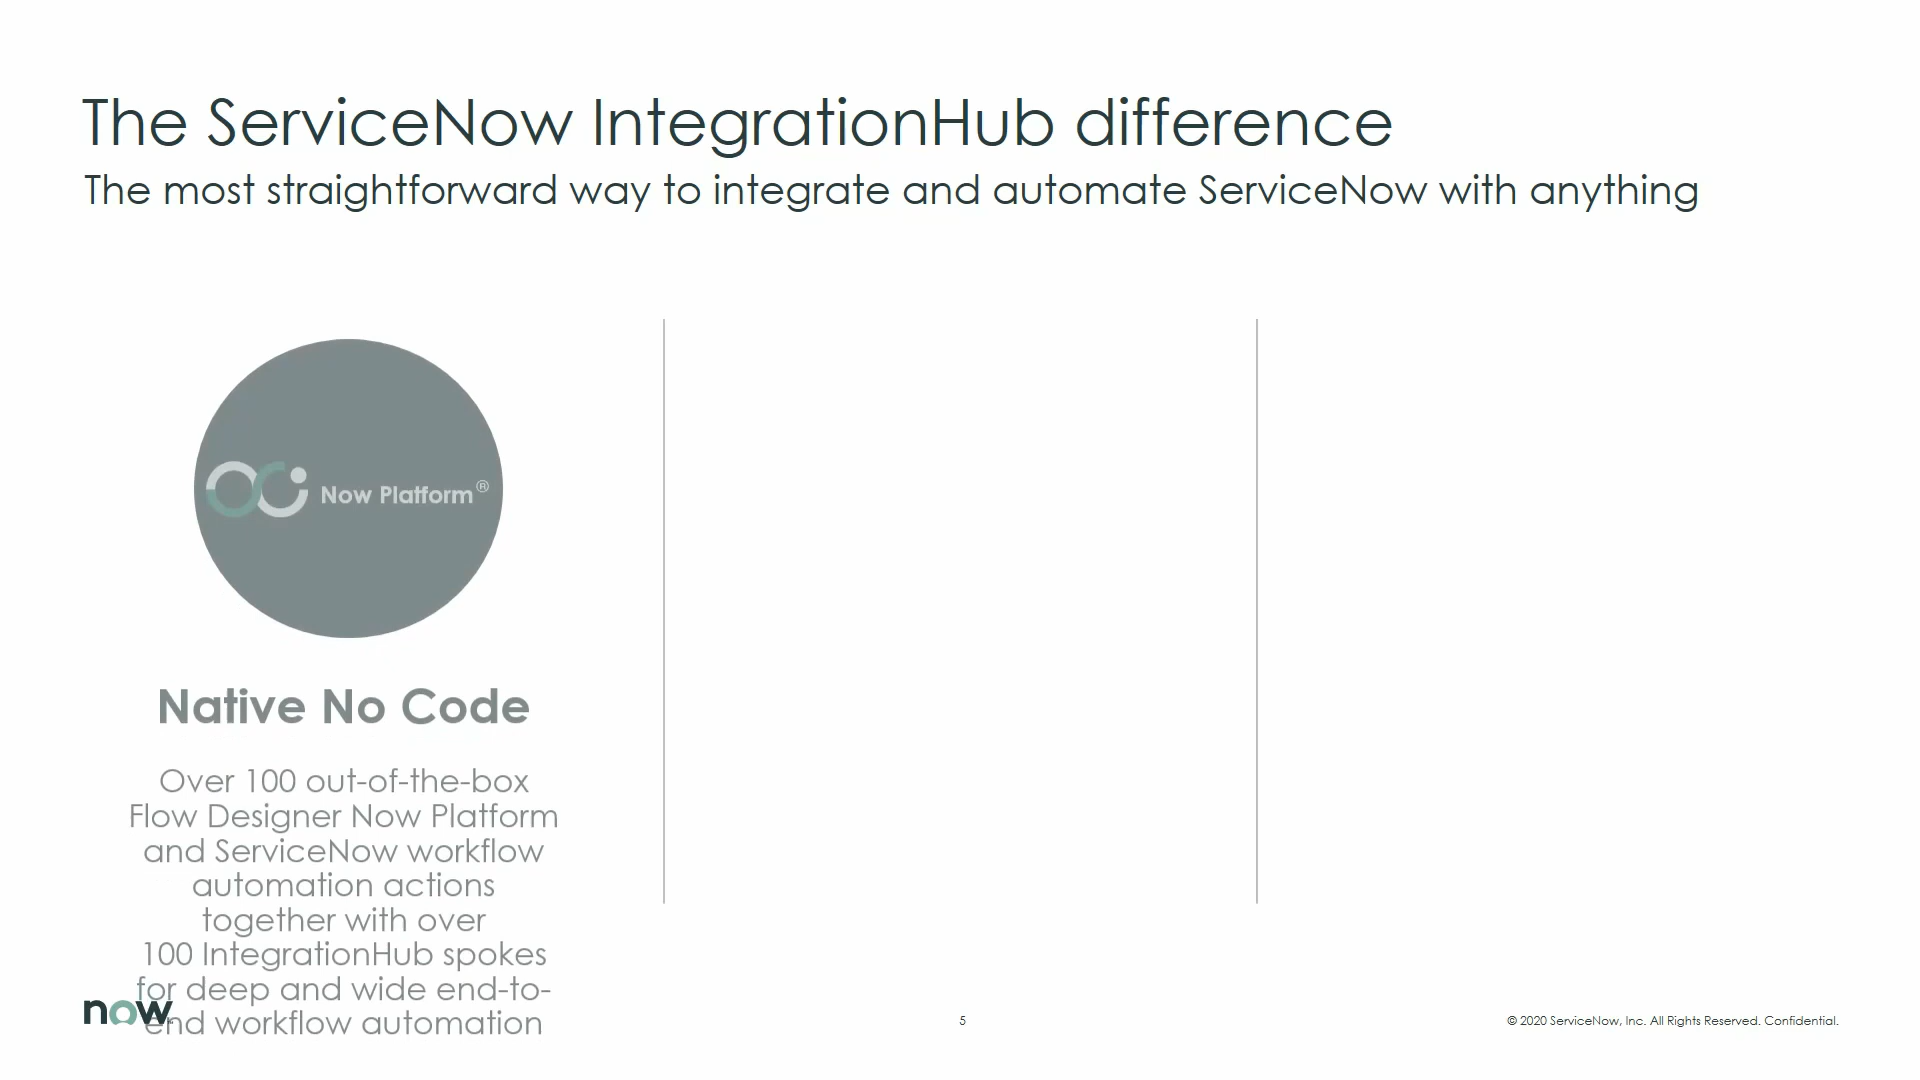 The ServiceNow IntegrationHub difference
The most straightforward way to integrate and automate ServiceNow with anything
Now Platform®
Native No Code
Over 100 out-of-the-box
Flow Designer Now Platform
and ServiceNow workflow
automation actions
together with over
100 IntegrationHub spokes
for deep and wide end-to-
end workflow automation
now
5
© 2020 ServiceNow, Inc. All Rights Reserved. Confidential.